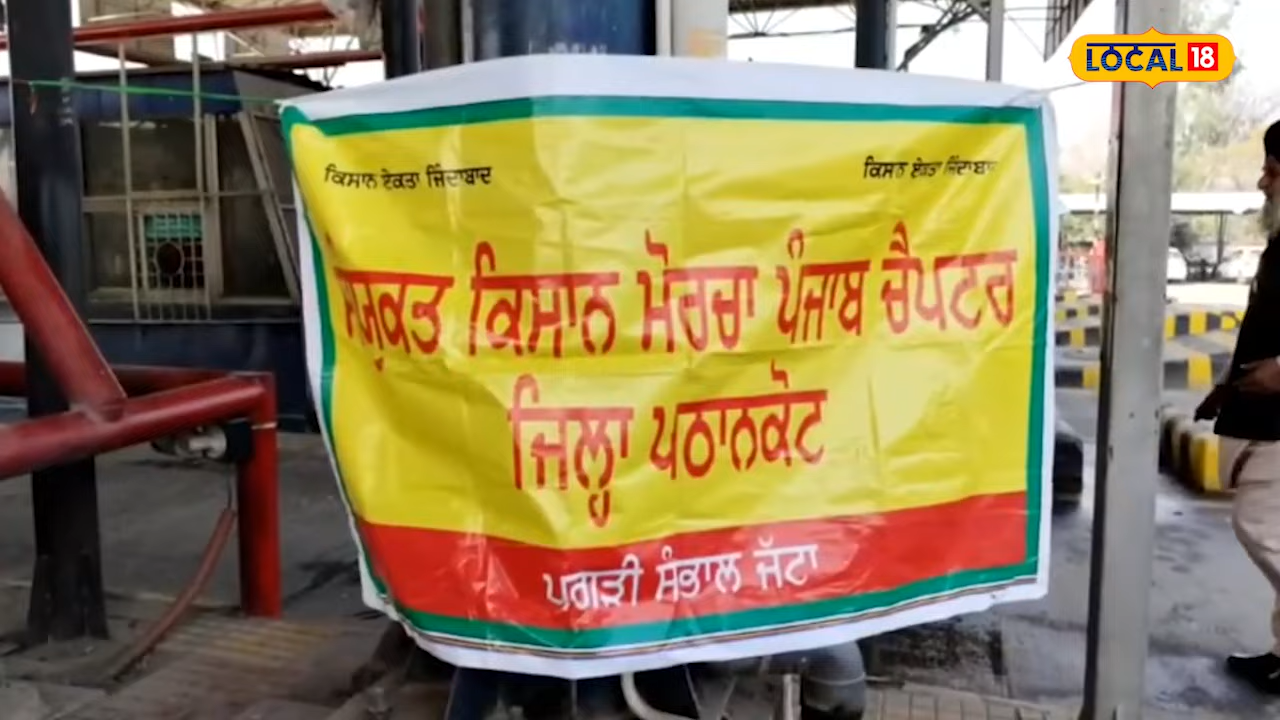 LOCAL 18
ਕਿਸਾਨ ਏਕਤਾ ਜਿੰਦਾਬਾਦ ਕਿਸਾਨ ਏਕਤਾ ਜਿੰਦਾਬਾਦ
ਸੰਯੁਕਤ ਕਿਸਾਨ ਮੋਰਚਾ ਪੰਜਾਬ ਚੈਪਟਰ
ਜਿਲ੍ਹਾ ਪਠਾਨਕੋਟ
ਪਗੜੀ ਸੰਭਾਲ ਜੱਟਾ